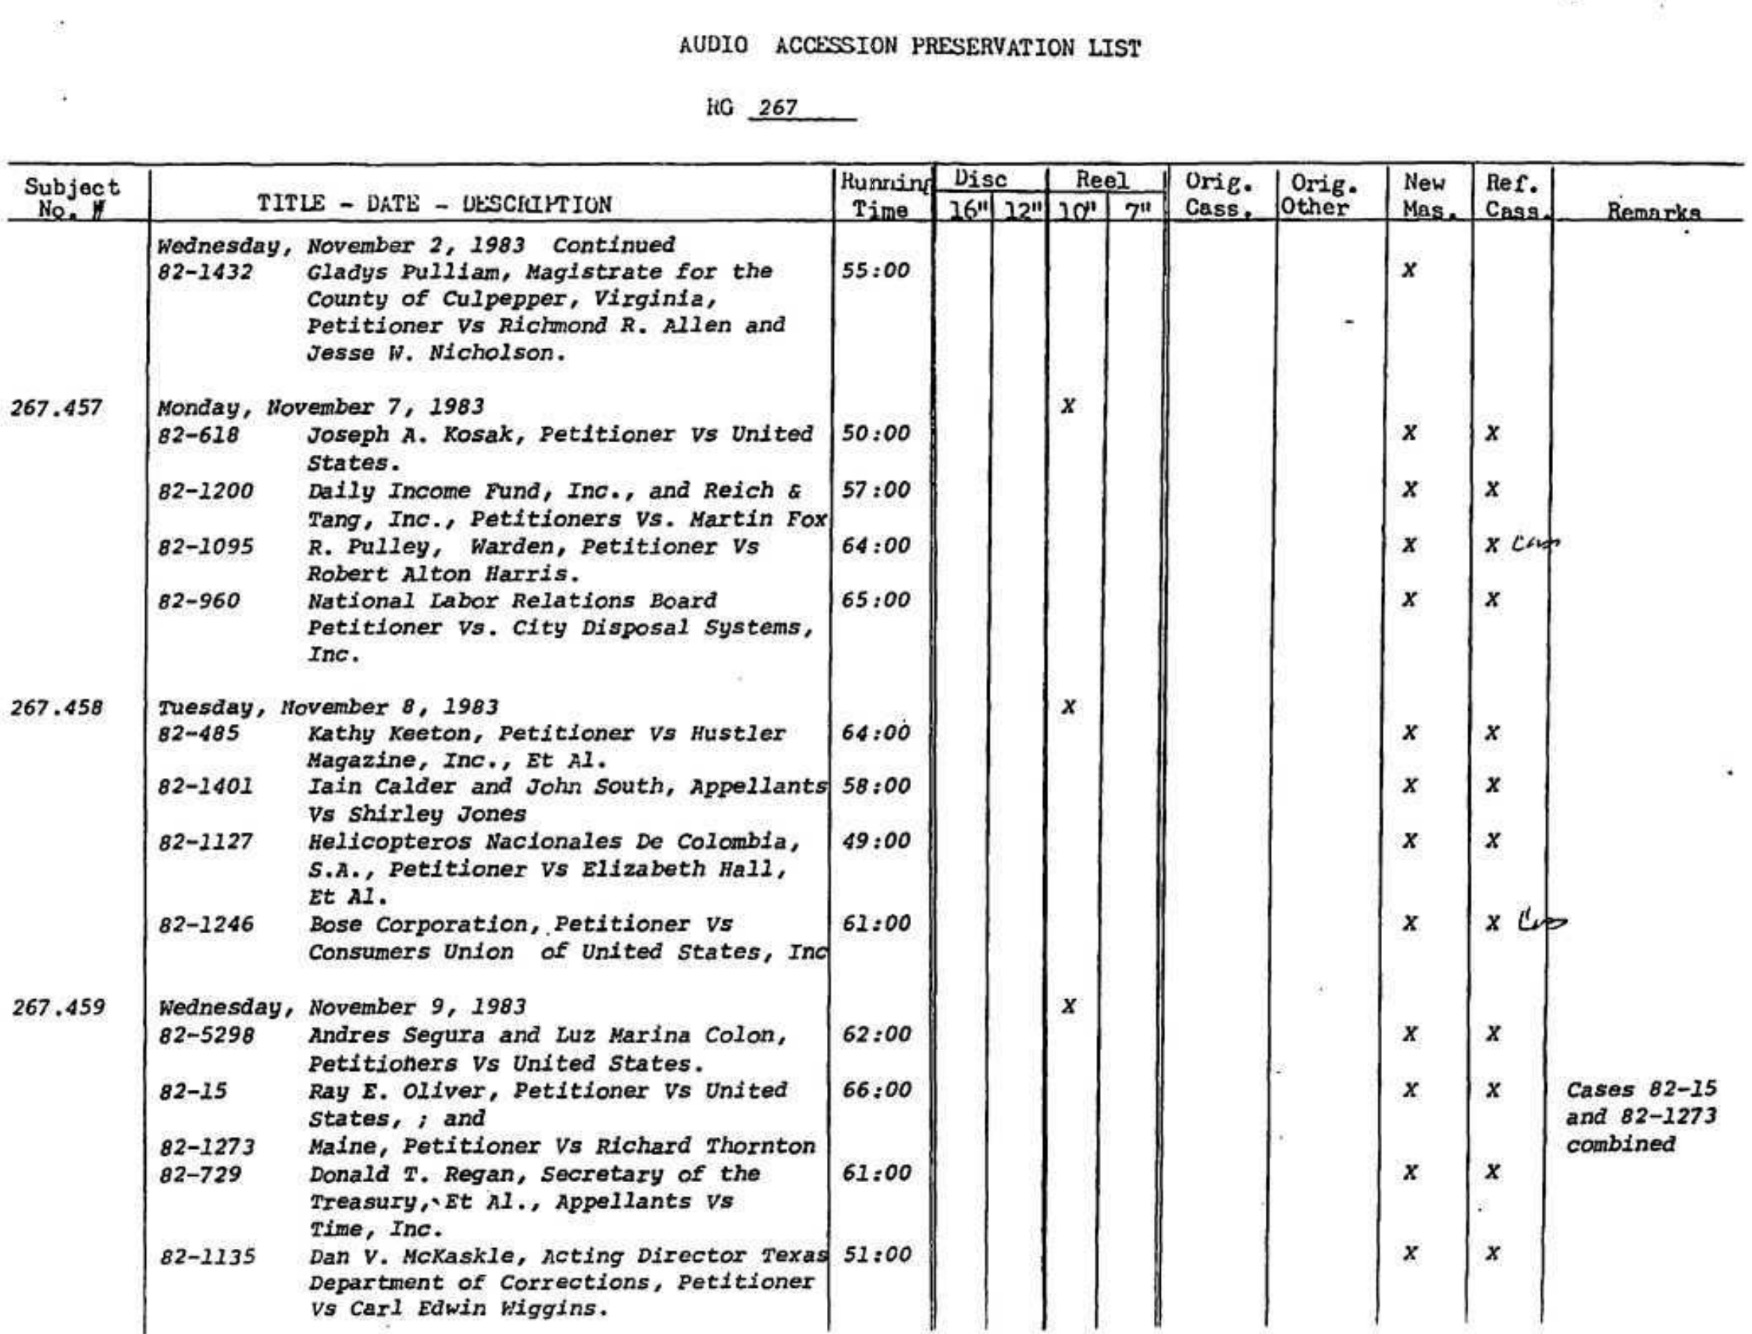 AUDIO ACCESSION PRESERVATION LIST
RG 267
Subject No. # TITLE - DATE - DESCRIPTION Running Time Disc 16" 12" Reel 10" 7" Orig. Cass. Orig. Other New Mas. Ref. Cass. Remarks
Wednesday, November 2, 1983 Continued
82-1432 Gladys Pulliam, Magistrate for the 55:00 X
County of Culpepper, Virginia,
Petitioner Vs Richmond R. Allen and
Jesse W. Nicholson.
267.457 Monday, November 7, 1983 X
82-618 Joseph A. Kosak, Petitioner Vs United 50:00 X X
States.
82-1200 Daily Income Fund, Inc., and Reich & 57:00 X X
Tang, Inc., Petitioners Vs. Martin Fox
82-1095 R. Pulley, Warden, Petitioner Vs 64:00 X X
Robert Alton Harris.
82-960 National Labor Relations Board 65:00 X X
Petitioner Vs. City Disposal Systems,
Inc.
267.458 Tuesday, November 8, 1983 X
82-485 Kathy Keeton, Petitioner Vs Hustler 64:00 X X
Magazine, Inc., Et Al.
82-1401 Iain Calder and John South, Appellants 58:00 X X
Vs Shirley Jones
82-1127 Helicopteros Nacionales De Colombia, 49:00 X X
S.A., Petitioner Vs Elizabeth Hall,
Et Al.
82-1246 Bose Corporation, Petitioner Vs 61:00 X X
Consumers Union of United States, Inc
267.459 Wednesday, November 9, 1983 X
82-5298 Andres Segura and Luz Marina Colon, 62:00 X X
Petitioners Vs United States.
82-15 Ray E. Oliver, Petitioner Vs United 66:00 X X Cases 82-15
States, ; and and 82-1273
82-1273 Maine, Petitioner Vs Richard Thornton combined
82-729 Donald T. Regan, Secretary of the 61:00 X X
Treasury, Et Al., Appellants Vs
Time, Inc.
82-1135 Dan V. McKaskle, Acting Director Texas 51:00 X X
Department of Corrections, Petitioner
Vs Carl Edwin Wiggins.